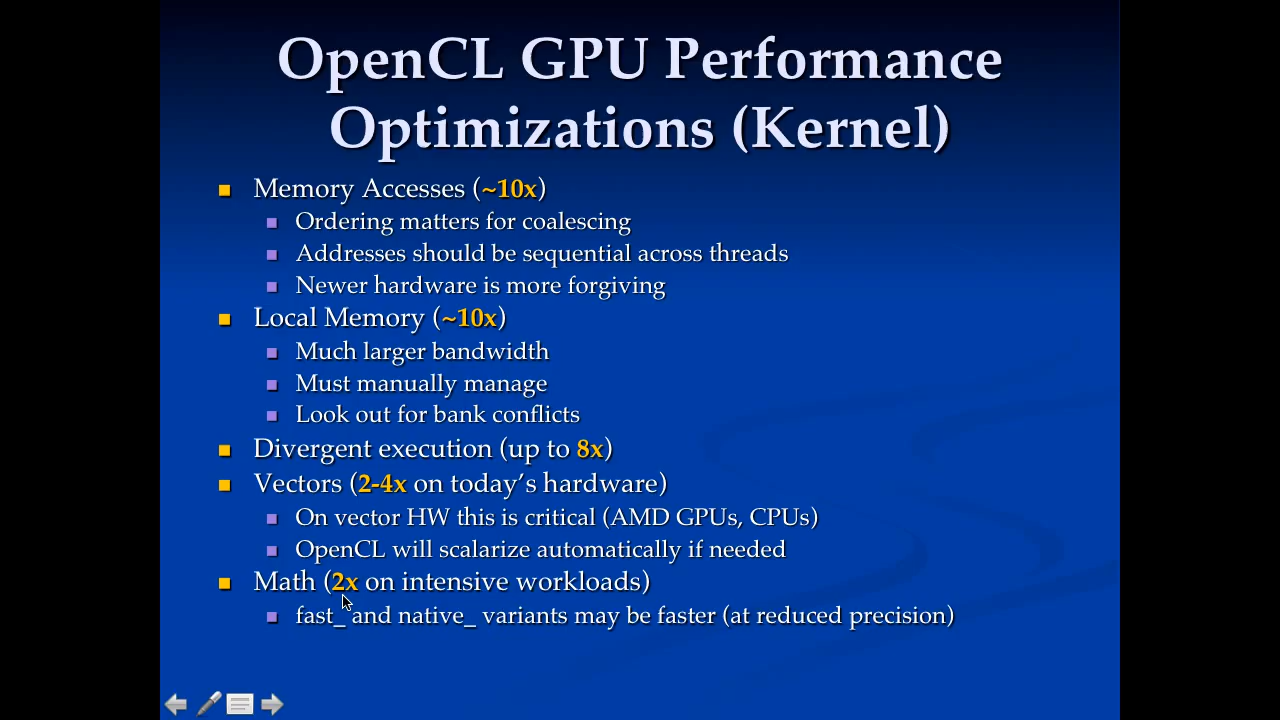 OpenCL GPU Performance
Optimizations (Kernel)
Memory Accesses (~10x)
Ordering matters for coalescing
Addresses should be sequential across threads
Newer hardware is more forgiving
Local Memory (~10x)
Much larger bandwidth
Must manually manage
Look out for bank conflicts
Divergent execution (up to 8x)
Vectors (2-4x on today’s hardware)
On vector HW this is critical (AMD GPUs, CPUs)
OpenCL will scalarize automatically if needed
Math (2x on intensive workloads)
fast_ and native_ variants may be faster (at reduced precision)